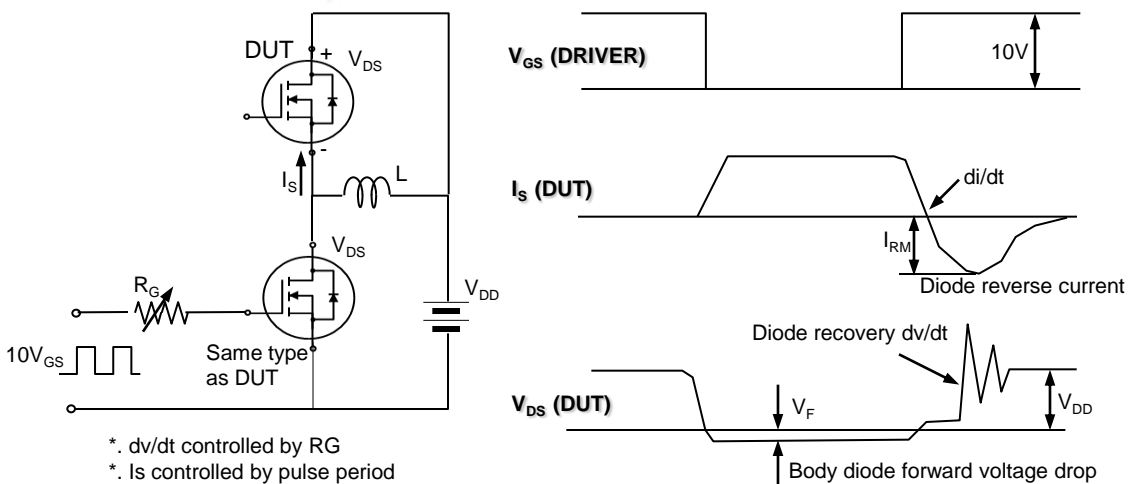 DUT
+
V_DS
-
I_S
L
V_DS
R_G
V_DD
10V_GS
Same type
as DUT
*. dv/dt controlled by RG
*. Is controlled by pulse period
V_GS (DRIVER)
10V
I_S (DUT)
di/dt
I_RM
Diode reverse current
Diode recovery dv/dt
V_DS (DUT)
V_F
V_DD
Body diode forward voltage drop